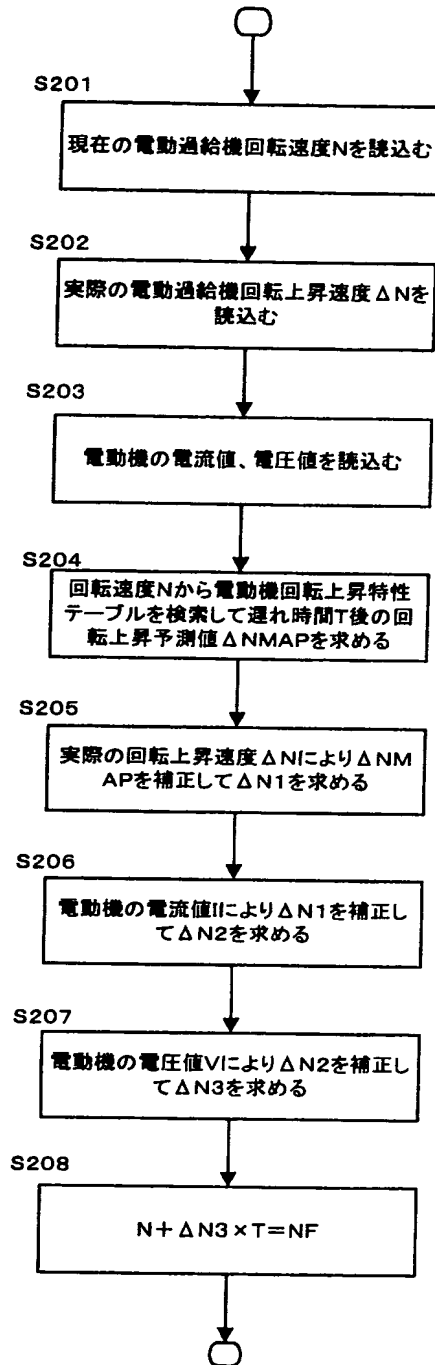 S201
現在の電動過給機回転速度Nを読込む
S202
実際の電動過給機回転上昇速度ΔNを
読込む
S203
電動機の電流値、電圧値を読込む
S204
回転速度Nから電動機回転上昇特性
テーブルを検索して遅れ時間T後の回
転上昇予測値ΔNMAPを求める
S205
実際の回転上昇速度ΔNによりΔNM
APを補正してΔN1を求める
S206
電動機の電流値IによりΔN1を補正し
てΔN2を求める
S207
電動機の電圧値VによりΔN2を補正し
てΔN3を求める
S208
N+ΔN3×T=NF